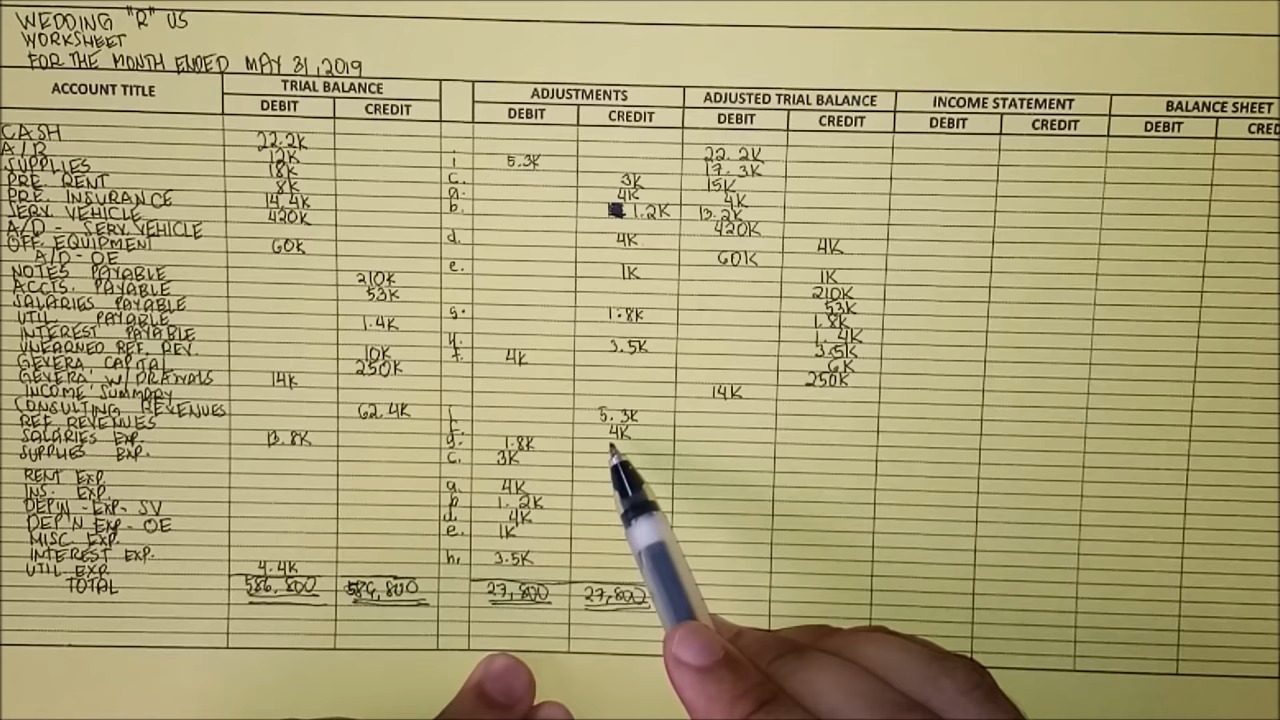 WEDDING "R" US
WORKSHEET
FOR THE MONTH ENDED MAY 31, 2019
ACCOUNT TITLE TRIAL BALANCE ADJUSTMENTS ADJUSTED TRIAL BALANCE INCOME STATEMENT BALANCE SHEET
DEBIT CREDIT DEBIT CREDIT DEBIT CREDIT DEBIT CREDIT DEBIT CRED
CASH 22.2K 22.2K
A/R 12K i 5.3K 17.3K
SUPPLIES 18K c. 3K 15K
PRE. RENT 8K a. 4K 4K
PRE. INSURANCE 14.4K b. 1.2K 13.2K
SERV. VEHICLE 420K 420K
A/D - SERV. VEHICLE d. 4K 4K
OFF. EQUIPMENT 60K 60K
A/D - OE e. 1K 1K
NOTES PAYABLE 210K 210K
ACCTS. PAYABLE 53K 53K
SALARIES PAYABLE g. 1.8K 1.8K
UTIL. PAYABLE 1.4K 1.4K
INTEREST PAYABLE 3.5K 3.5K
UNEARNED REF. REV. 10K f. 4K 6K
GEVERA, CAPITAL 250K 250K
GEVERA, W/DRAWALS 14K 14K
INCOME SUMMARY
CONSULTING REVENUES 62.4K 5.3K
REF. REVENUES 4K
SALARIES EXP. 13.8K g. 1.8K
SUPPLIES EXP. c. 3K
RENT EXP. a. 4K
INS. EXP. b 1.2K
DEP'N - EXP - SV d. 4K
DEP'N EXP - OE e. 1K
MISC. EXP.
INTEREST EXP. h, 3.5K
UTIL. EXP. 4.4K
TOTAL 586,800 586,800 27,800 27,800